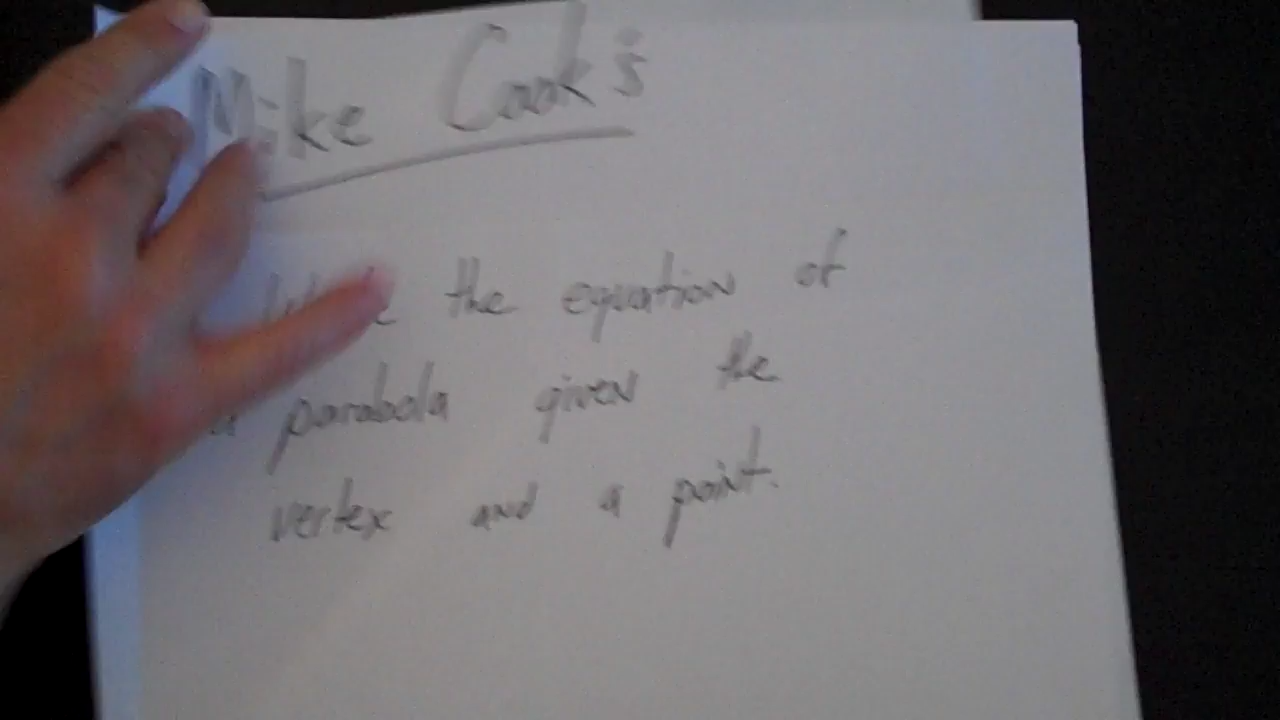 Mike Cook's
the equation of
a parabola given the
vertex and a point.